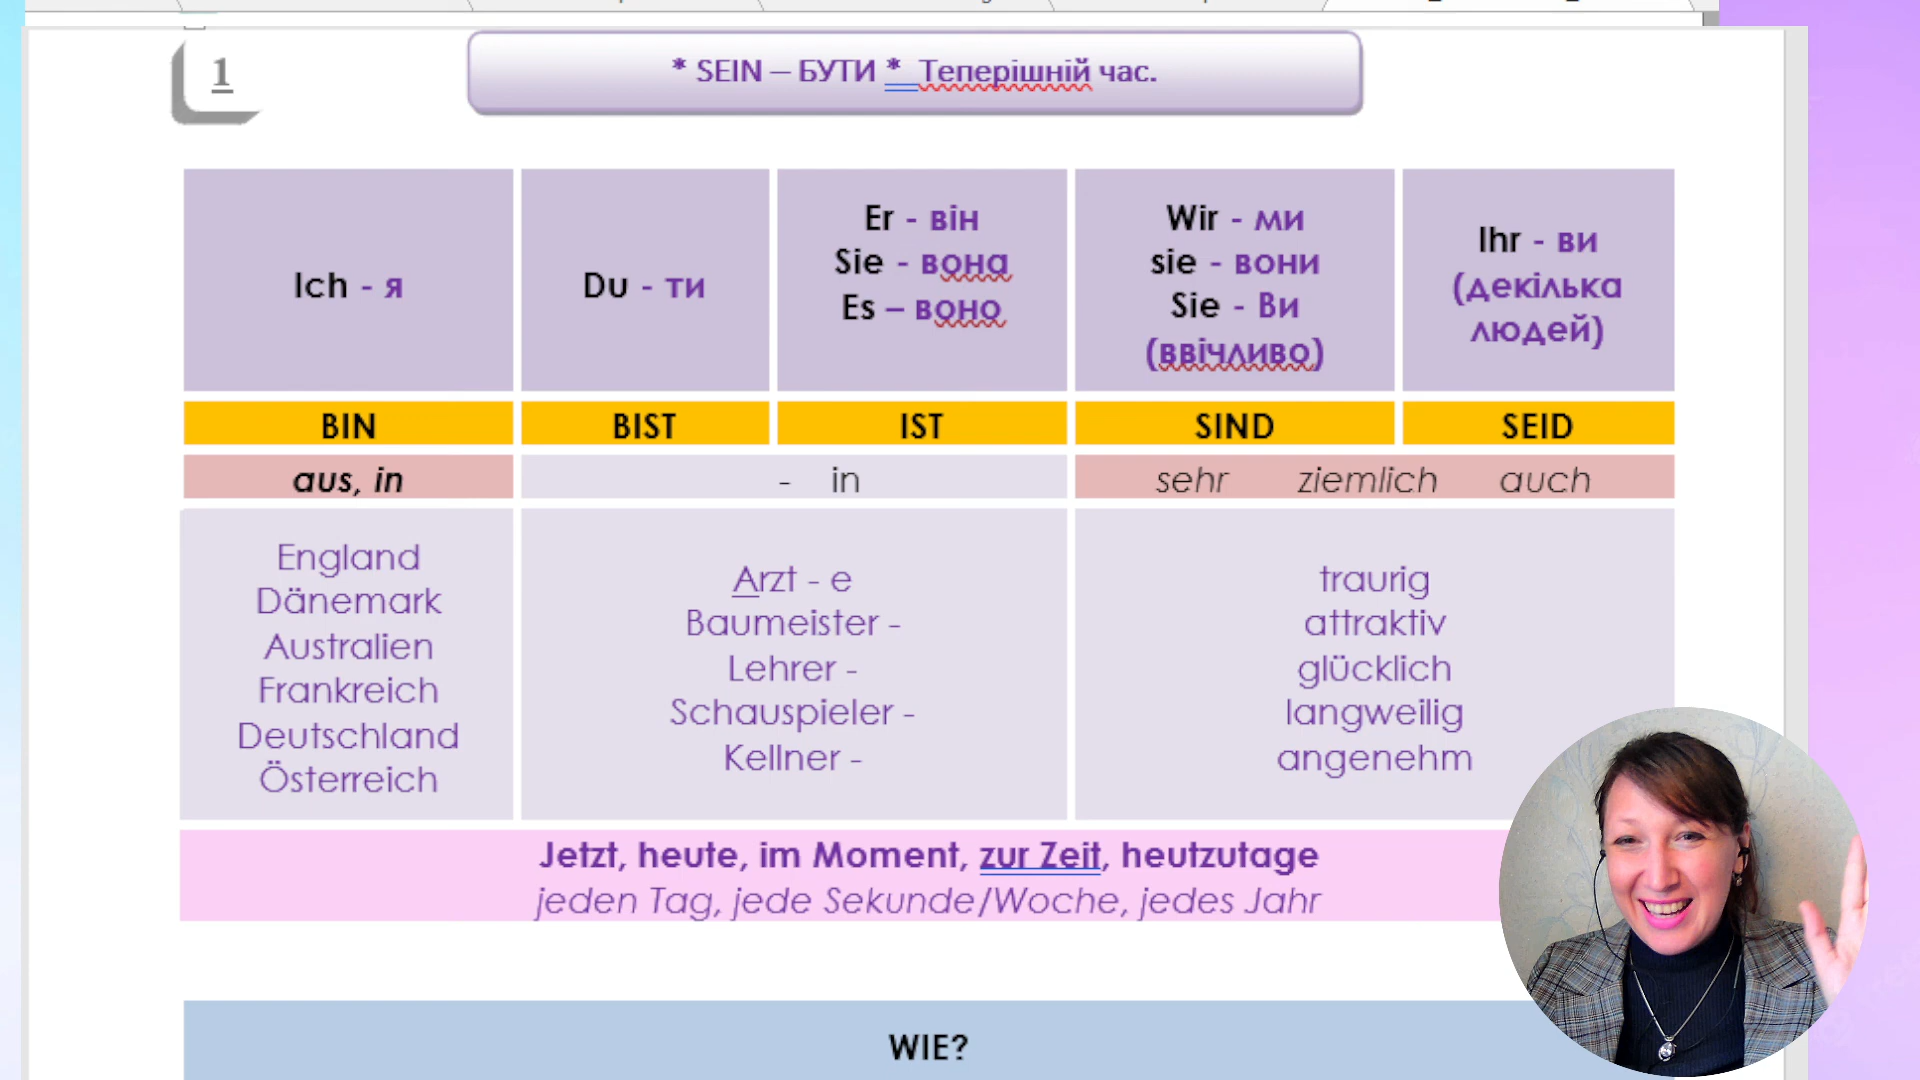 1
* SEIN – БУТИ * Теперішній час.
Ich - я
Du - ти
Er - він
Sie - вона
Es – воно
Wir - ми
sie - вони
Sie - Ви
(ввічливо)
Ihr - ви
(декілька
людей)
BIN
BIST
IST
SIND
SEID
aus, in
- in
sehr ziemlich auch
England
Dänemark
Australien
Frankreich
Deutschland
Österreich
Arzt - e
Baumeister -
Lehrer -
Schauspieler -
Kellner -
traurig
attraktiv
glücklich
langweilig
angenehm
Jetzt, heute, im Moment, zur Zeit, heutzutage
jeden Tag, jede Sekunde/Woche, jedes Jahr
WIE?